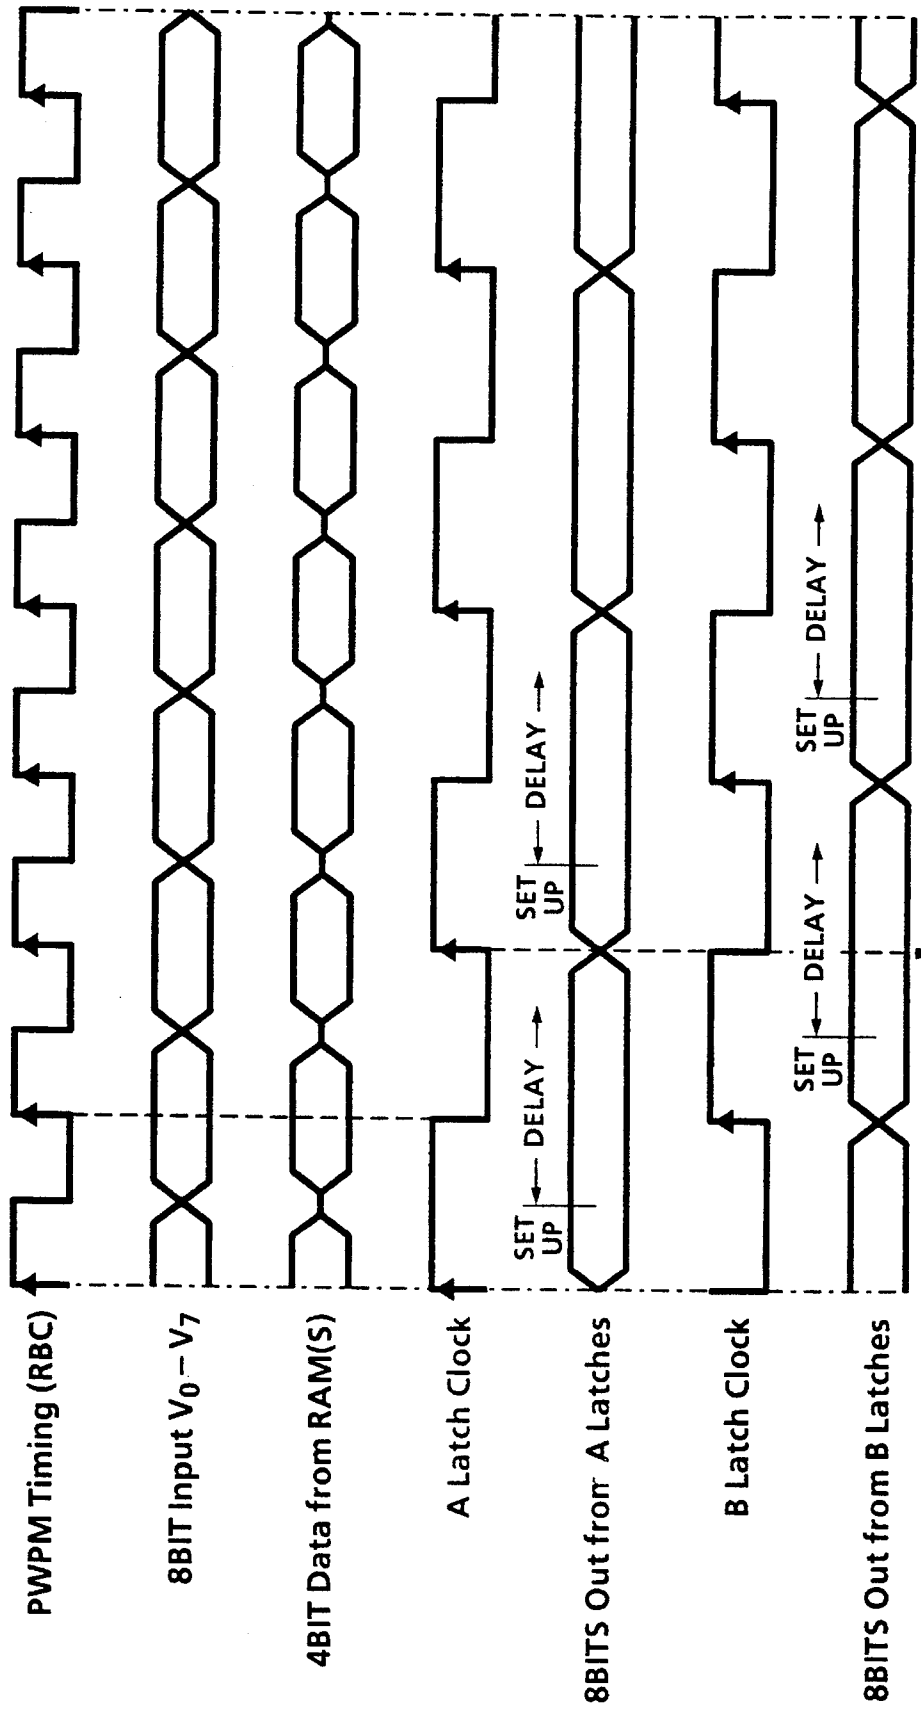 PWPM Timing (RBC)
8BIT Input V0 – V7
4BIT Data from RAM(S)
A Latch Clock
SET UP
DELAY
SET UP
DELAY
8BITS Out from A Latches
B Latch Clock
SET UP
DELAY
SET UP
DELAY
8BITS Out from B Latches